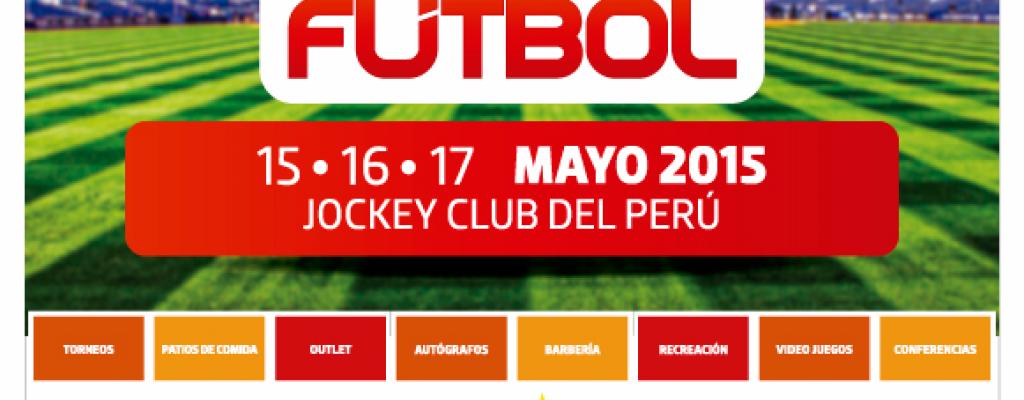 FÚTBOL
15 • 16 • 17 MAYO 2015
JOCKEY CLUB DEL PERÚ
TORNEOS
PATIOS DE COMIDA
OUTLET
AUTÓGRAFOS
BARBERÍA
RECREACIÓN
VIDEO JUEGOS
CONFERENCIAS